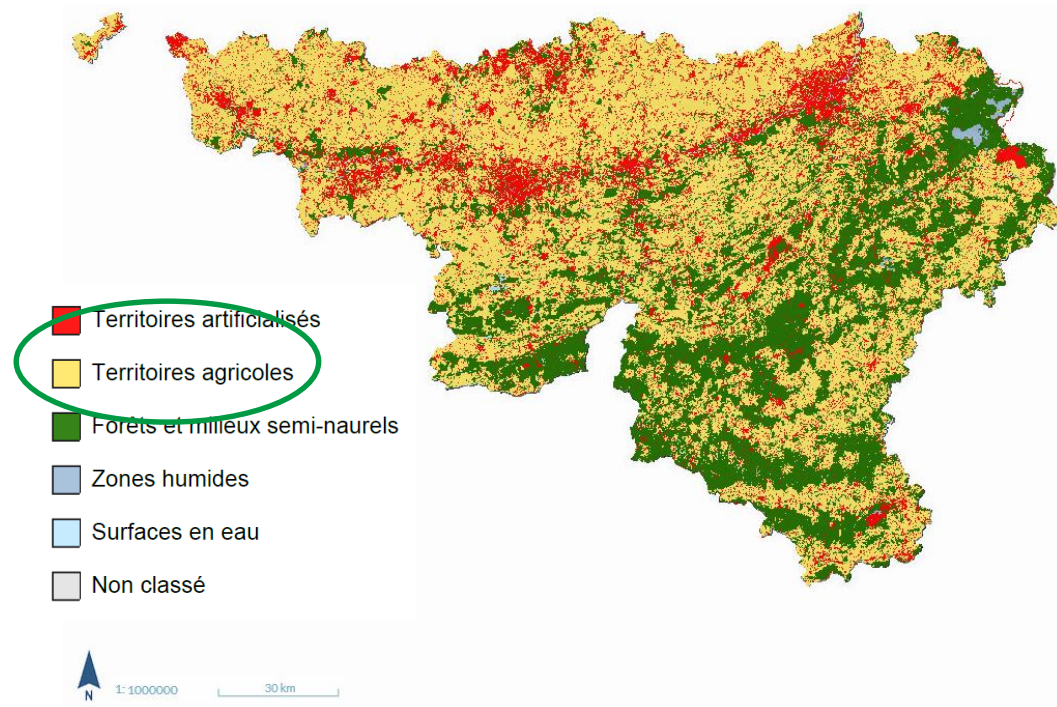 Territoires artificialisés
Territoires agricoles
Forêts et milieux semi-naurels
Zones humides
Surfaces en eau
Non classé
N
1: 1000000
30 km